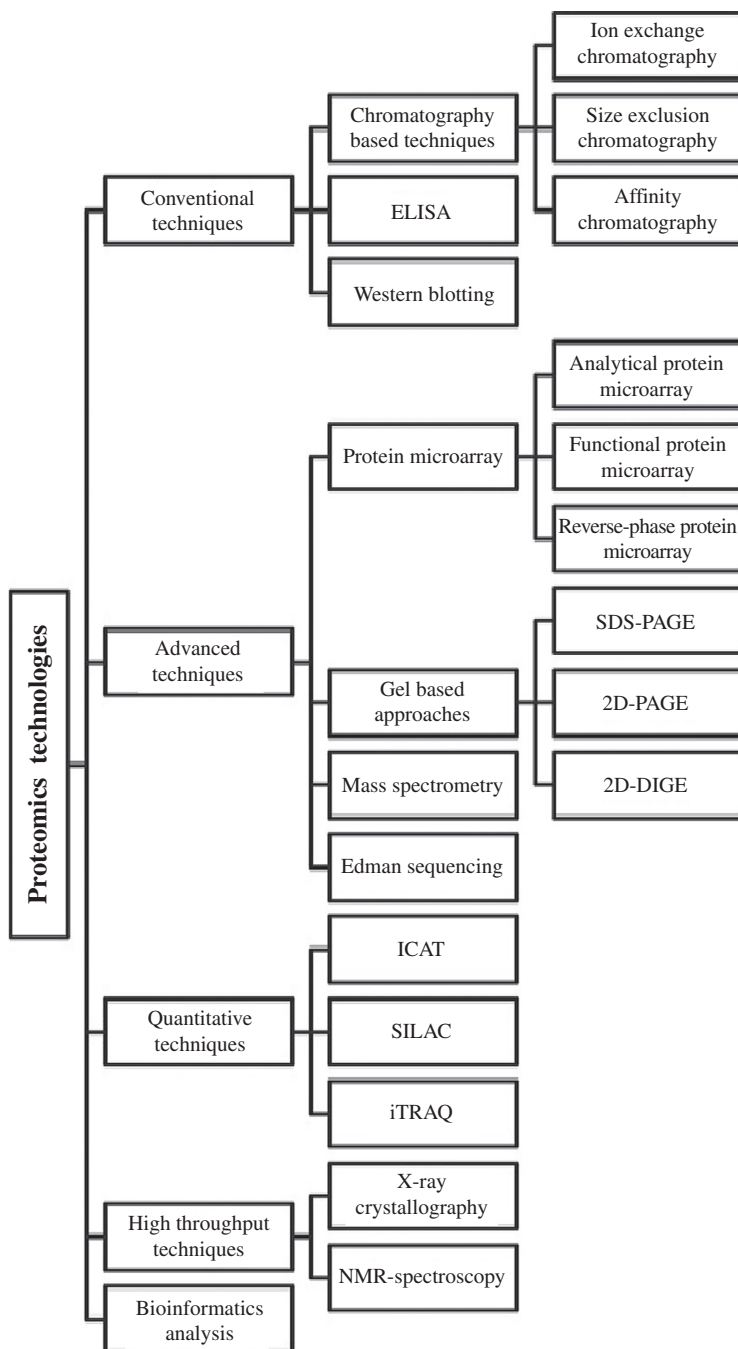 Proteomics technologies
Conventional
techniques
Chromatography
based techniques
Ion exchange
chromatography
Size exclusion
chromatography
Affinity
chromatography
ELISA
Western blotting
Advanced
techniques
Protein microarray
Analytical protein
microarray
Functional protein
microarray
Reverse-phase protein
microarray
Gel based
approaches
SDS-PAGE
2D-PAGE
2D-DIGE
Mass spectrometry
Edman sequencing
Quantitative
techniques
ICAT
SILAC
iTRAQ
High throughput
techniques
X-ray
crystallography
NMR-spectroscopy
Bioinformatics
analysis